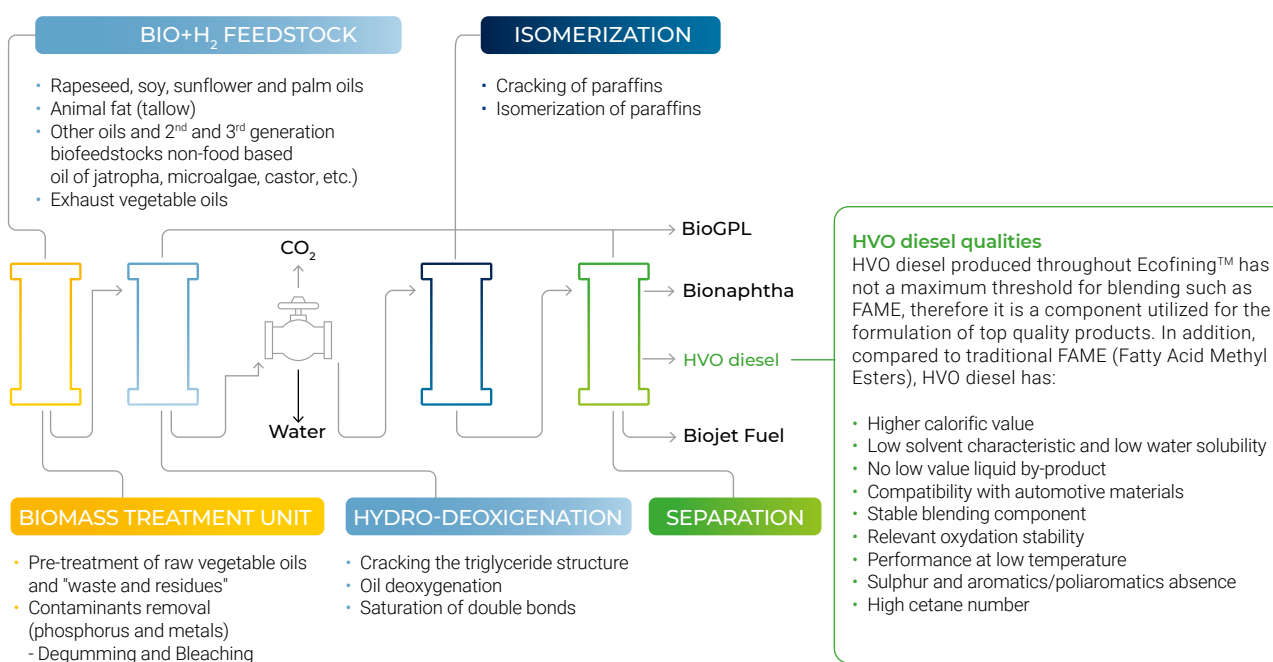 BIO+H₂ FEEDSTOCK
• Rapeseed, soy, sunflower and palm oils
• Animal fat (tallow)
• Other oils and 2ⁿᵈ and 3ʳᵈ generation
biofeedstocks non-food based
oil of jatropha, microalgae, castor, etc.)
• Exhaust vegetable oils
ISOMERIZATION
• Cracking of paraffins
• Isomerization of paraffins
CO₂
Water
BioGPL
Bionaphtha
HVO diesel
Biojet Fuel
BIOMASS TREATMENT UNIT
• Pre-treatment of raw vegetable oils
and "waste and residues"
• Contaminants removal
(phosphorus and metals)
- Degumming and Bleaching
HYDRO-DEOXIGENATION
• Cracking the triglyceride structure
• Oil deoxygenation
• Saturation of double bonds
SEPARATION
HVO diesel qualities
HVO diesel produced throughout Ecofining™ has
not a maximum threshold for blending such as
FAME, therefore it is a component utilized for the
formulation of top quality products. In addition,
compared to traditional FAME (Fatty Acid Methyl
Esters), HVO diesel has:
• Higher calorific value
• Low solvent characteristic and low water solubility
• No low value liquid by-product
• Compatibility with automotive materials
• Stable blending component
• Relevant oxydation stability
• Performance at low temperature
• Sulphur and aromatics/poliaromatics absence
• High cetane number